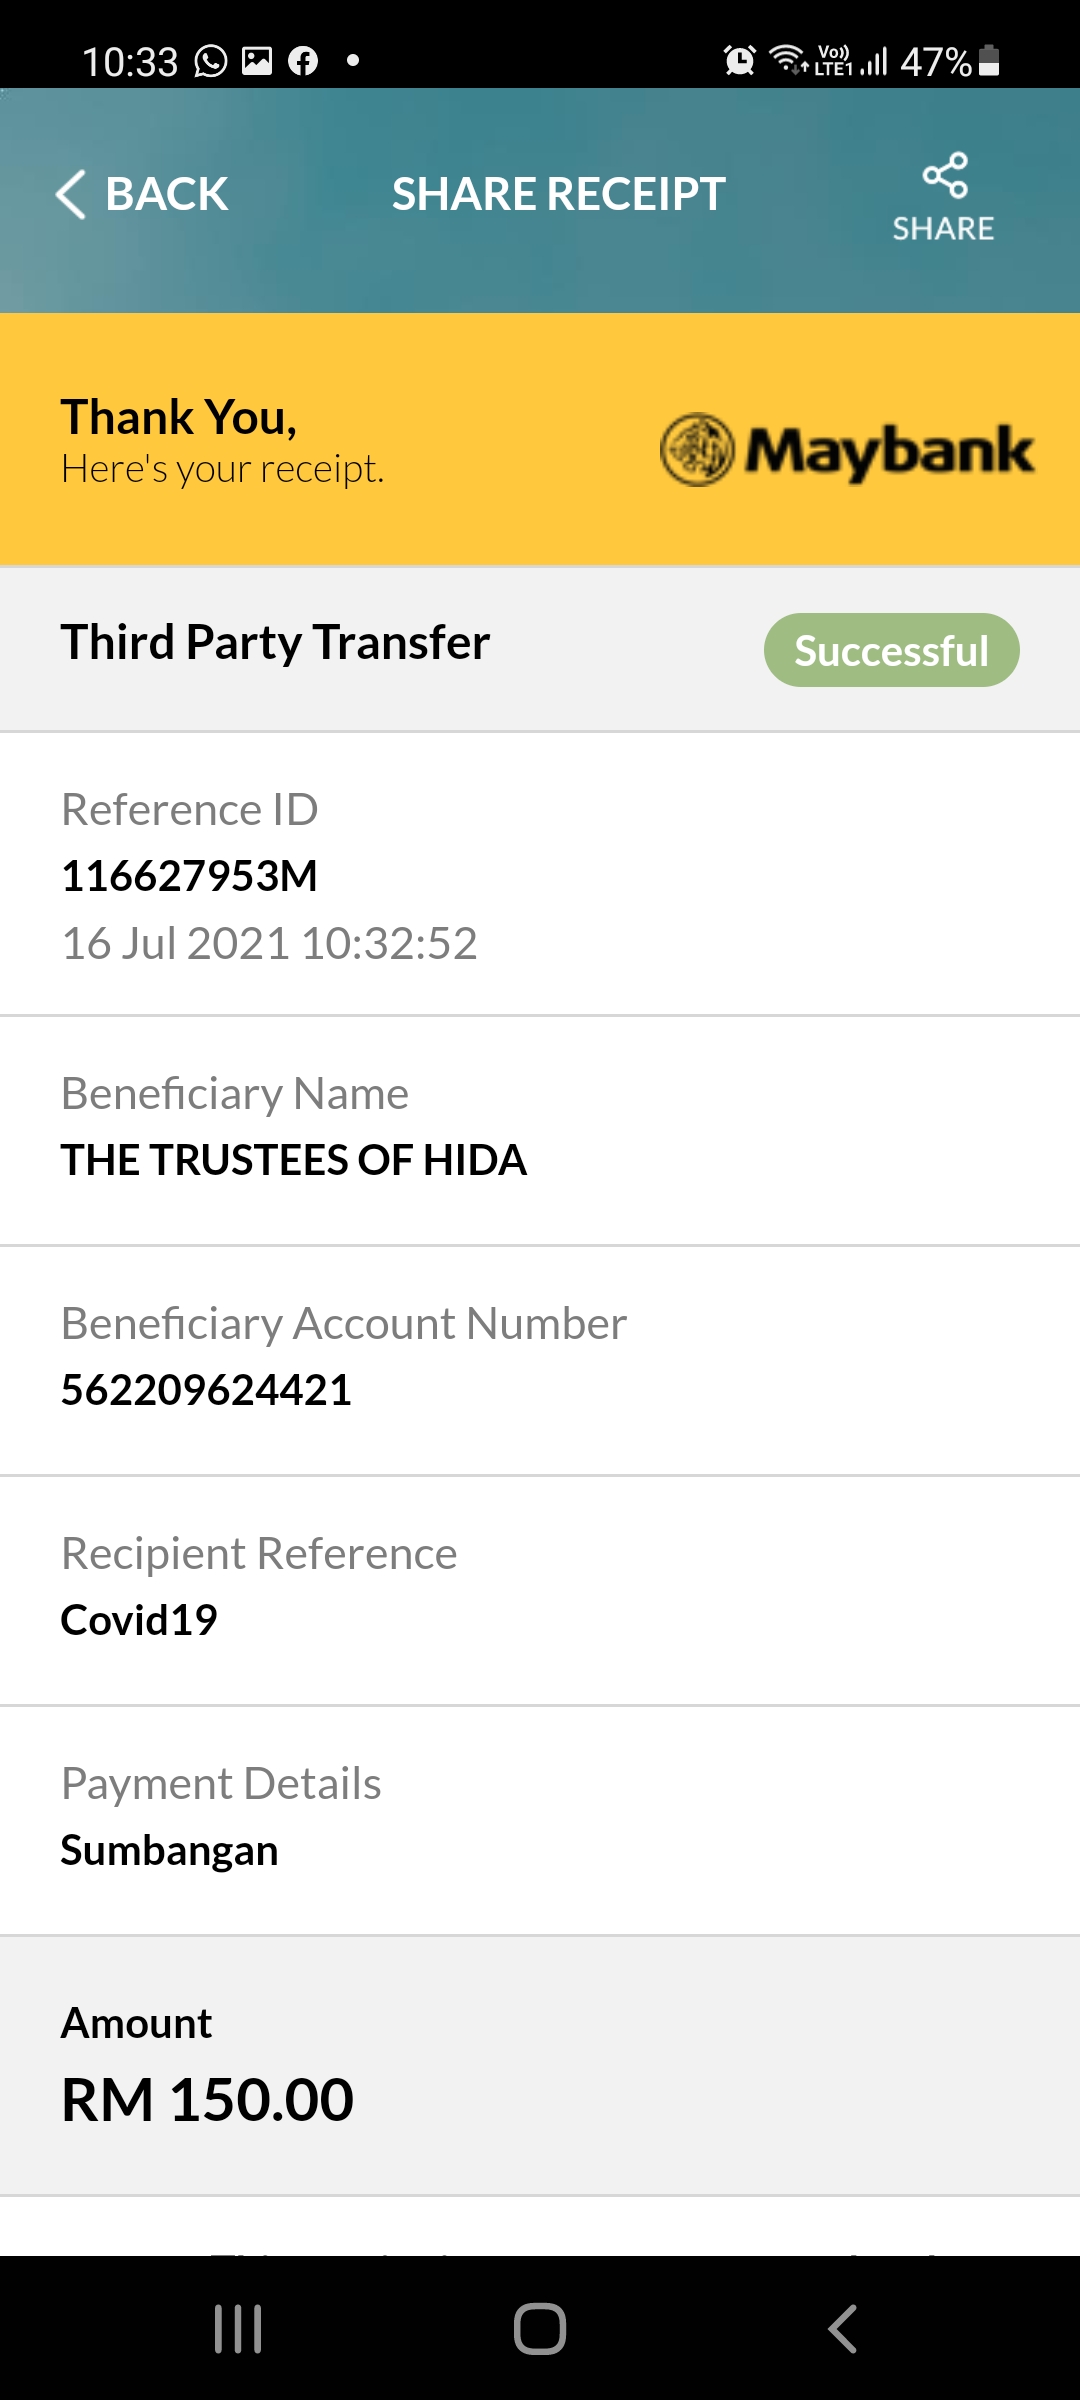 10:33
Vo)) LTE1 47%
BACK
SHARE RECEIPT
SHARE
Thank You,
Here's your receipt.
Maybank
Third Party Transfer
Successful
Reference ID
116627953M
16 Jul 2021 10:32:52
Beneficiary Name
THE TRUSTEES OF HIDA
Beneficiary Account Number
562209624421
Recipient Reference
Covid19
Payment Details
Sumbangan
Amount
RM 150.00